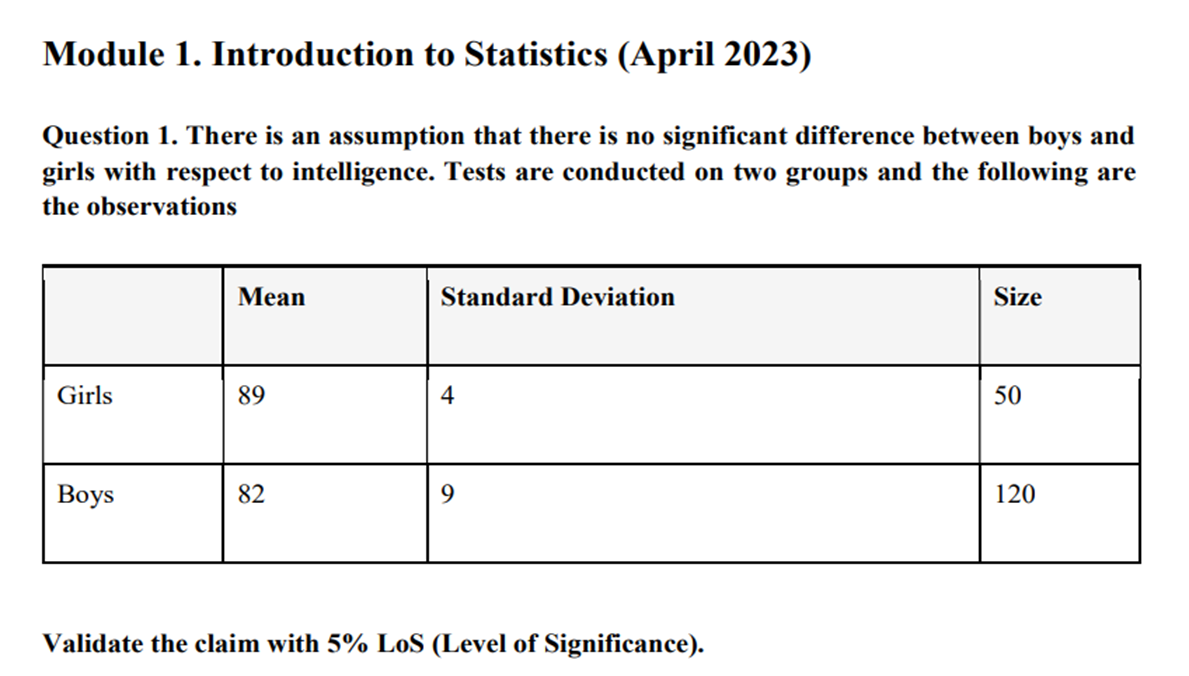 Module 1. Introduction to Statistics (April 2023)
Question 1. There is an assumption that there is no significant difference between boys and
girls with respect to intelligence. Tests are conducted on two groups and the following are
the observations
Mean Standard Deviation Size
Girls 89 4 50
Boys 82 9 120
Validate the claim with 5% LoS (Level of Significance).